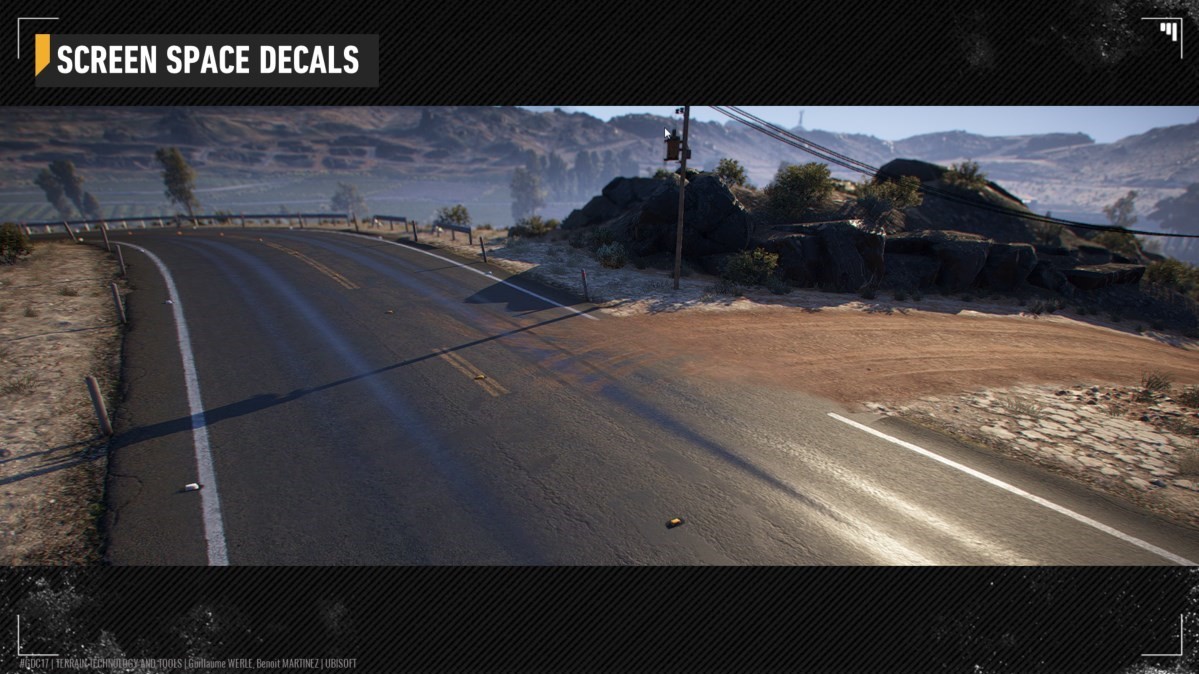 SCREEN SPACE DECALS
#GDC17 | TERRAIN TECHNOLOGY AND TOOLS | Guillaume WERLE, Benoit MARTINEZ | UBISOFT